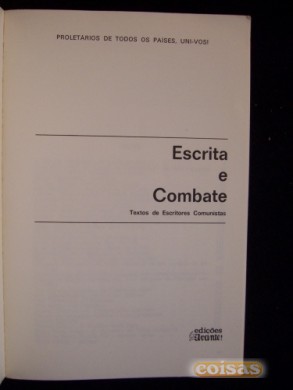 PROLETÁRIOS DE TODOS OS PAÍSES, UNI-VOS!
Escrita
e
Combate
Textos de Escritores Comunistas
edições
Avante!
coisas